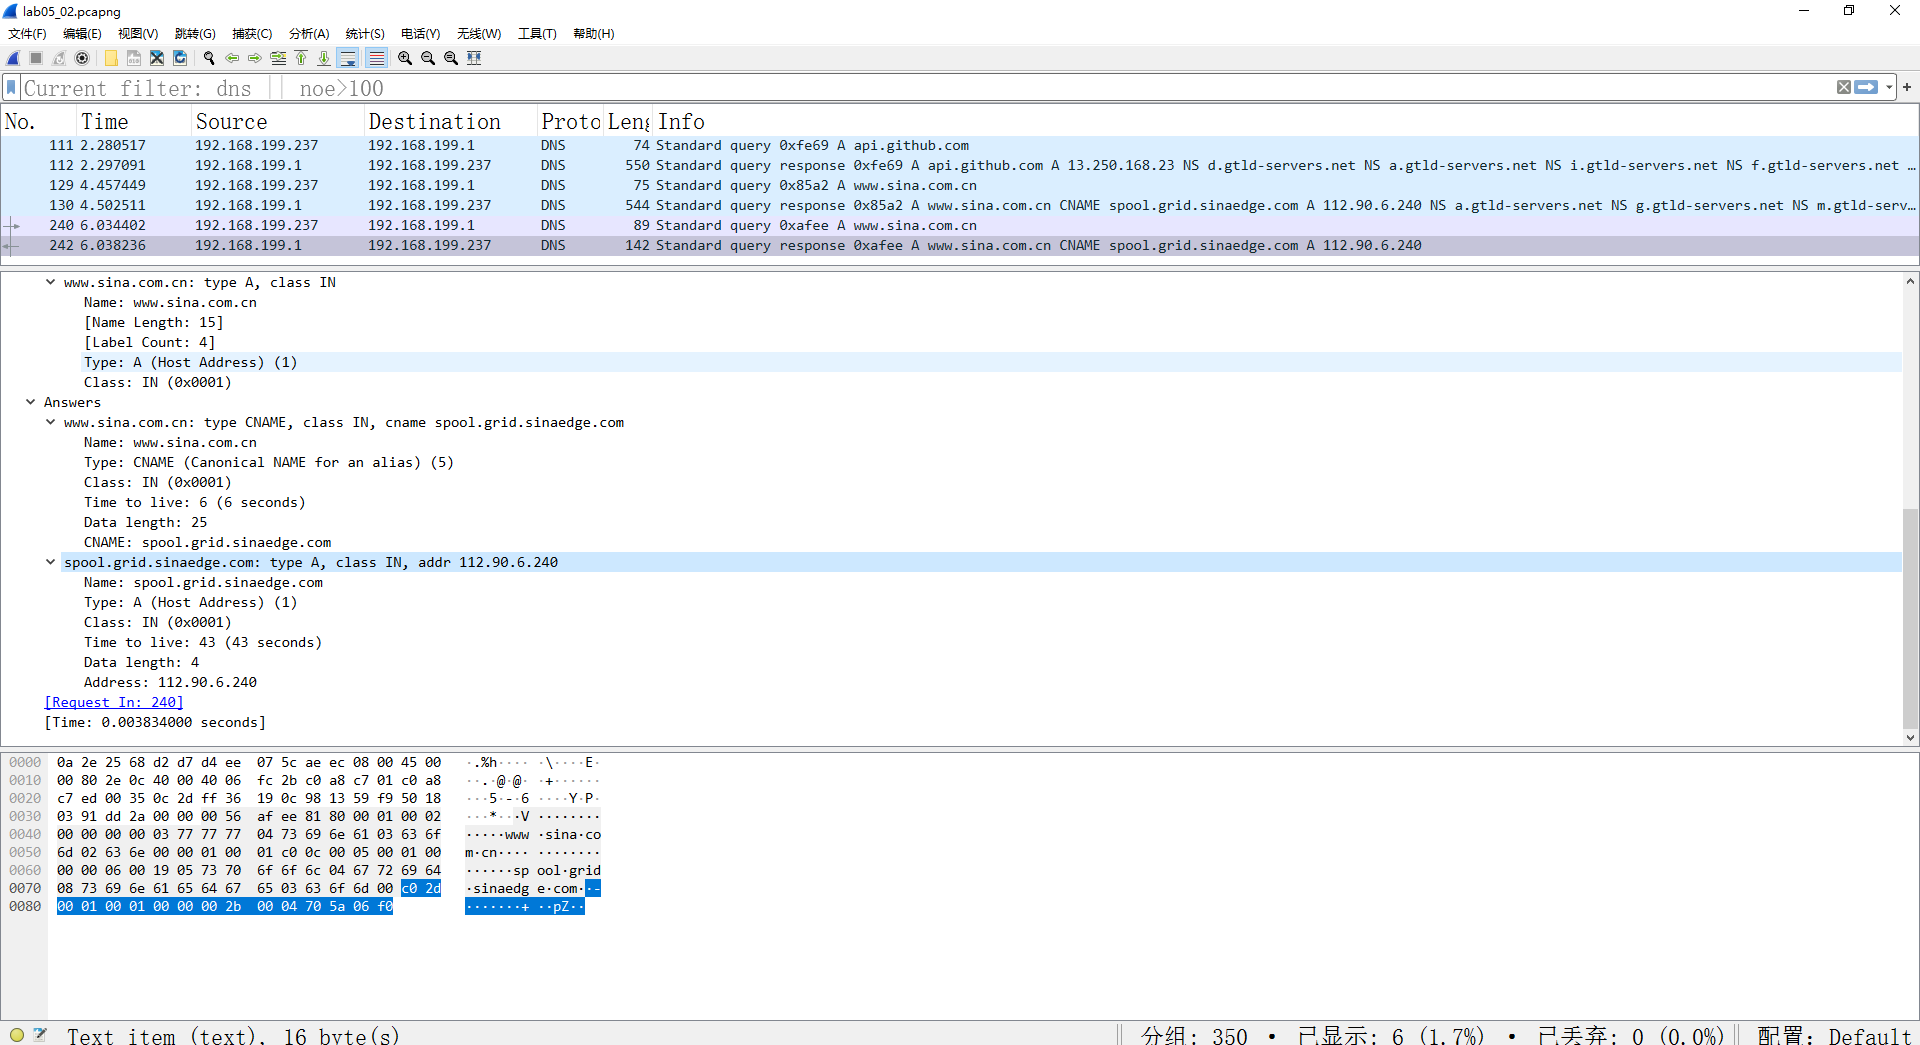 lab05_02.pcapng
文件(F) 编辑(E) 视图(V) 跳转(G) 捕获(C) 分析(A) 统计(S) 电话(Y) 无线(W) 工具(T) 帮助(H)
Current filter: dns || noe>100
No. Time Source Destination Proto Leng Info
111 2.280517 192.168.199.237 192.168.199.1 DNS 74 Standard query 0xfe69 A api.github.com
112 2.297091 192.168.199.1 192.168.199.237 DNS 550 Standard query response 0xfe69 A api.github.com A 13.250.168.23 NS d.gtld-servers.net NS a.gtld-servers.net NS i.gtld-servers.net NS f.gtld-servers.net …
129 4.457449 192.168.199.237 192.168.199.1 DNS 75 Standard query 0x85a2 A www.sina.com.cn
130 4.502511 192.168.199.1 192.168.199.237 DNS 544 Standard query response 0x85a2 A www.sina.com.cn CNAME spool.grid.sinaedge.com A 112.90.6.240 NS a.gtld-servers.net NS g.gtld-servers.net NS m.gtld-serv…
240 6.034402 192.168.199.237 192.168.199.1 DNS 89 Standard query 0xafee A www.sina.com.cn
242 6.038236 192.168.199.1 192.168.199.237 DNS 142 Standard query response 0xafee A www.sina.com.cn CNAME spool.grid.sinaedge.com A 112.90.6.240
www.sina.com.cn: type A, class IN
Name: www.sina.com.cn
[Name Length: 15]
[Label Count: 4]
Type: A (Host Address) (1)
Class: IN (0x0001)
Answers
www.sina.com.cn: type CNAME, class IN, cname spool.grid.sinaedge.com
Name: www.sina.com.cn
Type: CNAME (Canonical NAME for an alias) (5)
Class: IN (0x0001)
Time to live: 6 (6 seconds)
Data length: 25
CNAME: spool.grid.sinaedge.com
spool.grid.sinaedge.com: type A, class IN, addr 112.90.6.240
Name: spool.grid.sinaedge.com
Type: A (Host Address) (1)
Class: IN (0x0001)
Time to live: 43 (43 seconds)
Data length: 4
Address: 112.90.6.240
[Request In: 240]
[Time: 0.003834000 seconds]
0000 0a 2e 25 68 d2 d7 d4 ee 07 5c ae ec 08 00 45 00 ·.%h···· ·\····E·
0010 00 80 2e 0c 40 00 40 06 fc 2b c0 a8 c7 01 c0 a8 ··.·@·@· ·+······
0020 c7 ed 00 35 0c 2d ff 36 19 0c 98 13 59 f9 50 18 ···5·-·6 ····Y·P·
0030 03 91 dd 2a 00 00 00 56 af ee 81 80 00 01 00 02 ···*···V ········
0040 00 00 00 00 03 77 77 77 04 73 69 6e 61 03 63 6f ·····www ·sina·co
0050 6d 02 63 6e 00 00 01 00 01 c0 0c 00 05 00 01 00 m·cn···· ········
0060 00 00 06 00 19 05 73 70 6f 6f 6c 04 67 72 69 64 ······sp ool·grid
0070 08 73 69 6e 61 65 64 67 65 03 63 6f 6d 00 c0 2d ·sinaedg e·com··-
0080 00 01 00 01 00 00 00 2b 00 04 70 5a 06 f0 ·······+ ··pZ··
Text item (text), 16 byte(s) 分组: 350 · 已显示: 6 (1.7%) · 已丢弃: 0 (0.0%) 配置: Default